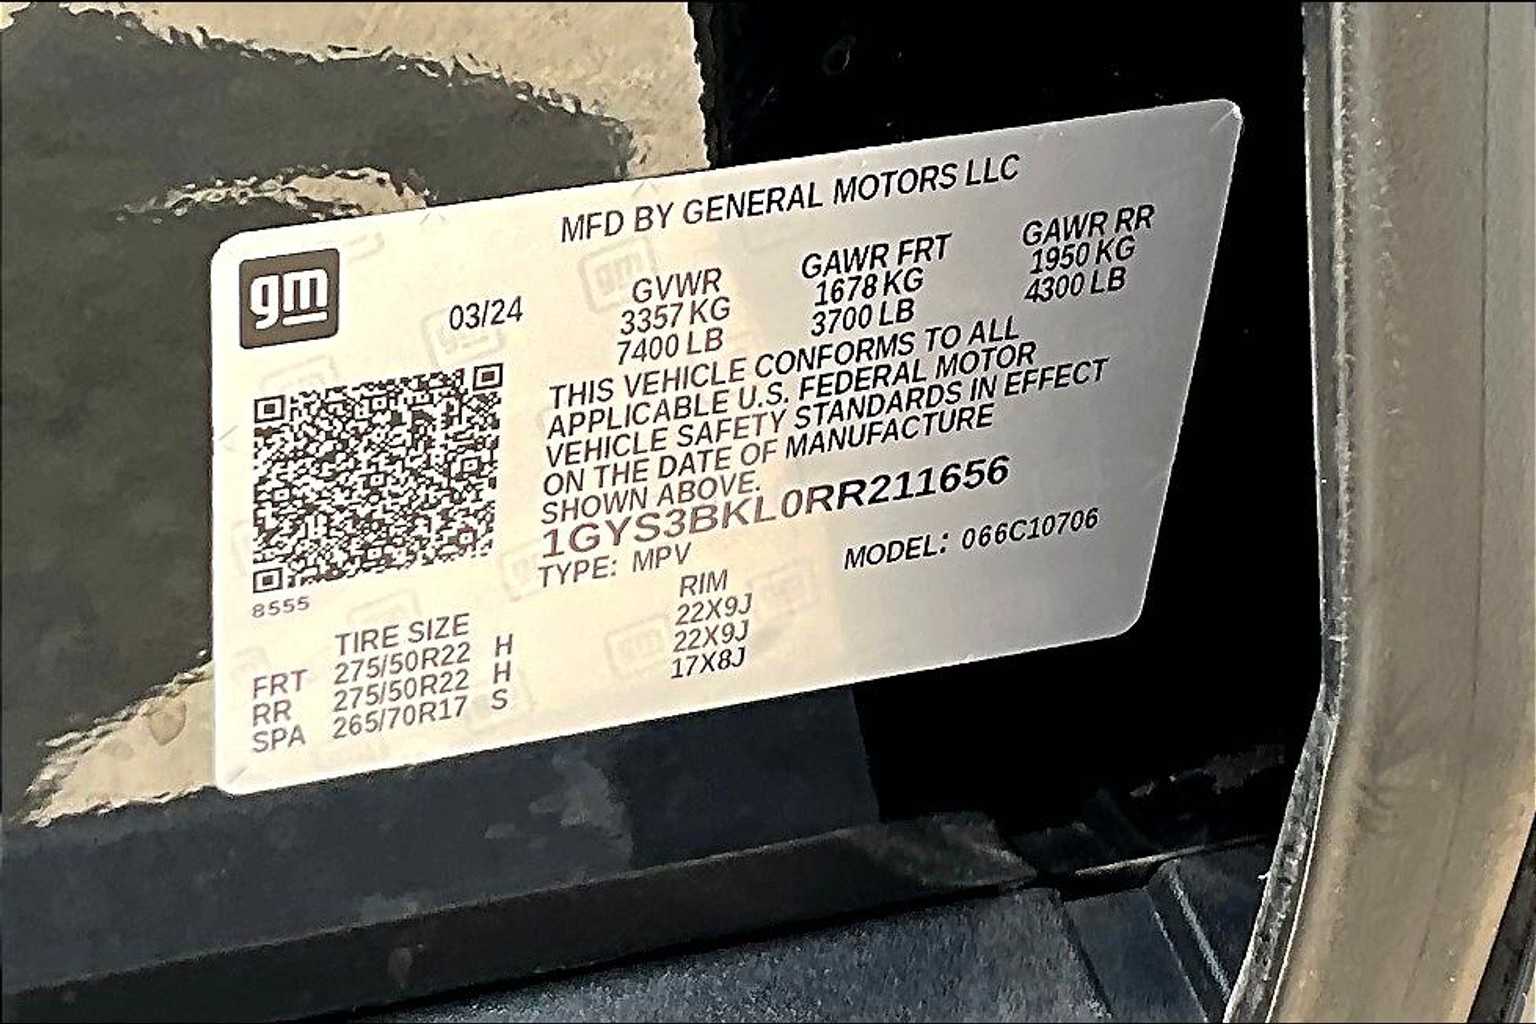 MFD BY GENERAL MOTORS LLC
gm
03/24
GVWR
3357 KG
7400 LB
GAWR FRT
1678 KG
3700 LB
GAWR RR
1950 KG
4300 LB
THIS VEHICLE CONFORMS TO ALL
APPLICABLE U.S. FEDERAL MOTOR
VEHICLE SAFETY STANDARDS IN EFFECT
ON THE DATE OF MANUFACTURE
SHOWN ABOVE.
1GYS3BKL0RR211656
TYPE: MPV
MODEL: 066C10706
8555
TIRE SIZE RIM
FRT 275/50R22 H 22X9J
RR 275/50R22 H 22X9J
SPA 265/70R17 S 17X8J